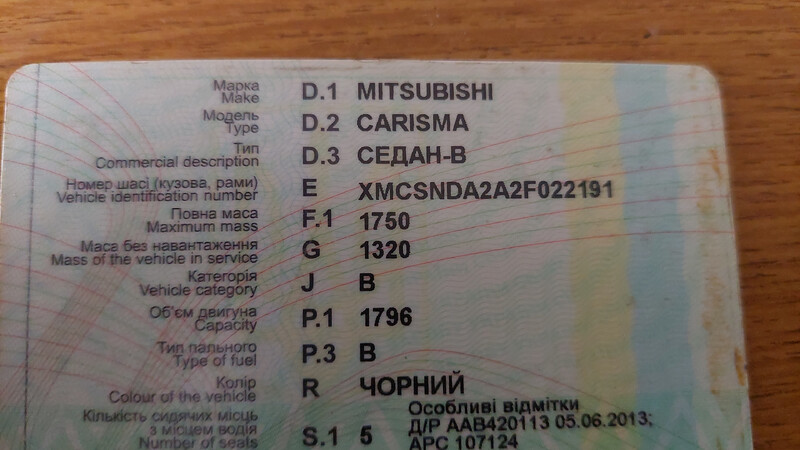 Марка D.1 MITSUBISHI
Make
Модель D.2 CARISMA
Type
Тип D.3 СЕДАН-В
Commercial description
Номер шасі (кузова, рами) E XMCSNDA2A2F022191
Vehicle identification number
Повна маса F.1 1750
Maximum mass
Маса без навантаження G 1320
Mass of the vehicle in service
Категорія J B
Vehicle category
Об'єм двигуна P.1 1796
Capacity
Тип пального P.3 B
Type of fuel
Колір R ЧОРНИЙ
Colour of the vehicle
Кількість сидячих місць Особливі відмітки
з місцем водія S.1 5 Д/Р ААВ420113 05.06.2013;
Number of seats АРС 107124